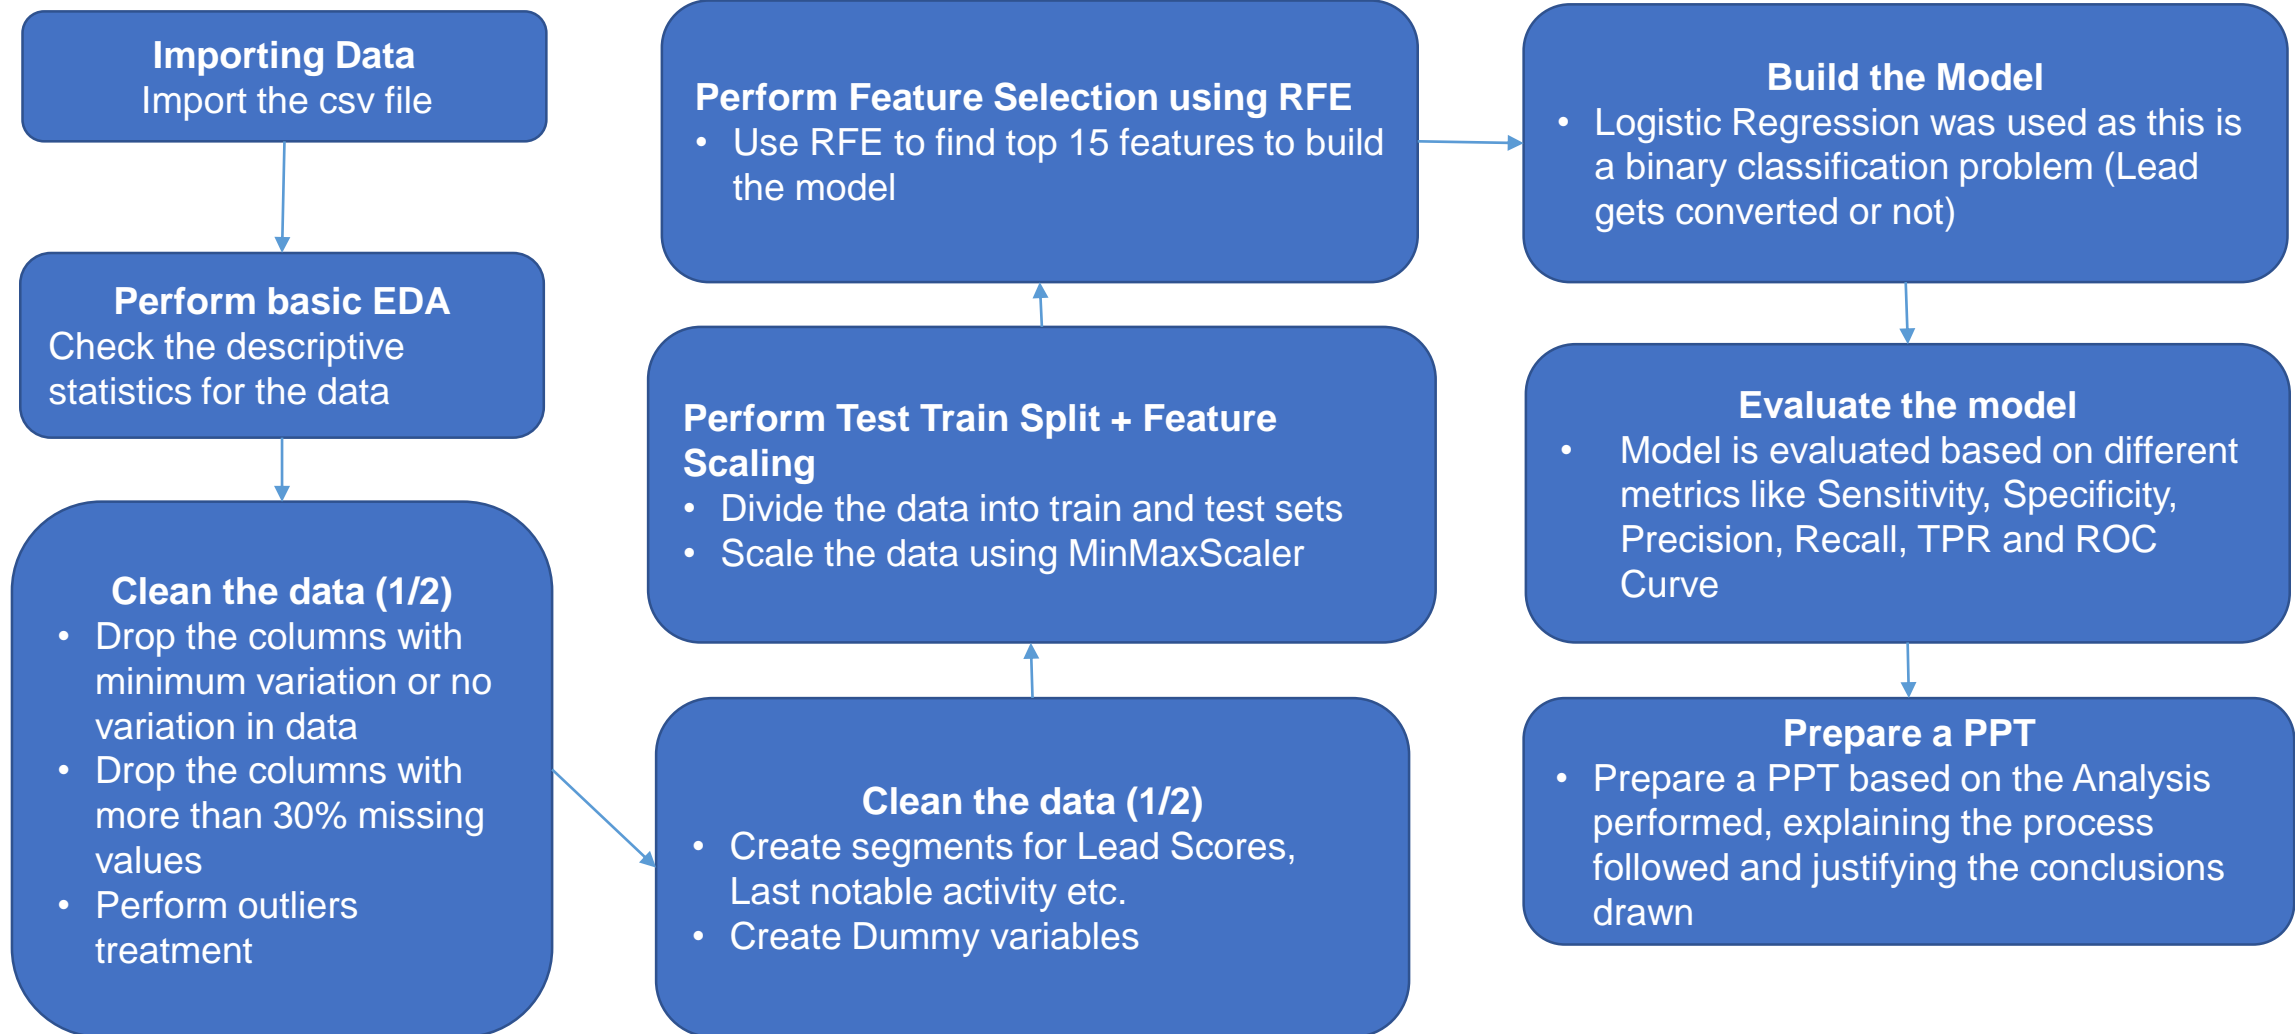 Importing Data
Import the csv file
Perform basic EDA
Check the descriptive
statistics for the data
Clean the data (1/2)
• Drop the columns with
minimum variation or no
variation in data
• Drop the columns with
more than 30% missing
values
• Perform outliers
treatment
Clean the data (1/2)
• Create segments for Lead Scores,
Last notable activity etc.
• Create Dummy variables
Perform Test Train Split + Feature
Scaling
• Divide the data into train and test sets
• Scale the data using MinMaxScaler
Perform Feature Selection using RFE
• Use RFE to find top 15 features to build
the model
Build the Model
• Logistic Regression was used as this is
a binary classification problem (Lead
gets converted or not)
Evaluate the model
• Model is evaluated based on different
metrics like Sensitivity, Specificity,
Precision, Recall, TPR and ROC
Curve
Prepare a PPT
• Prepare a PPT based on the Analysis
performed, explaining the process
followed and justifying the conclusions
drawn